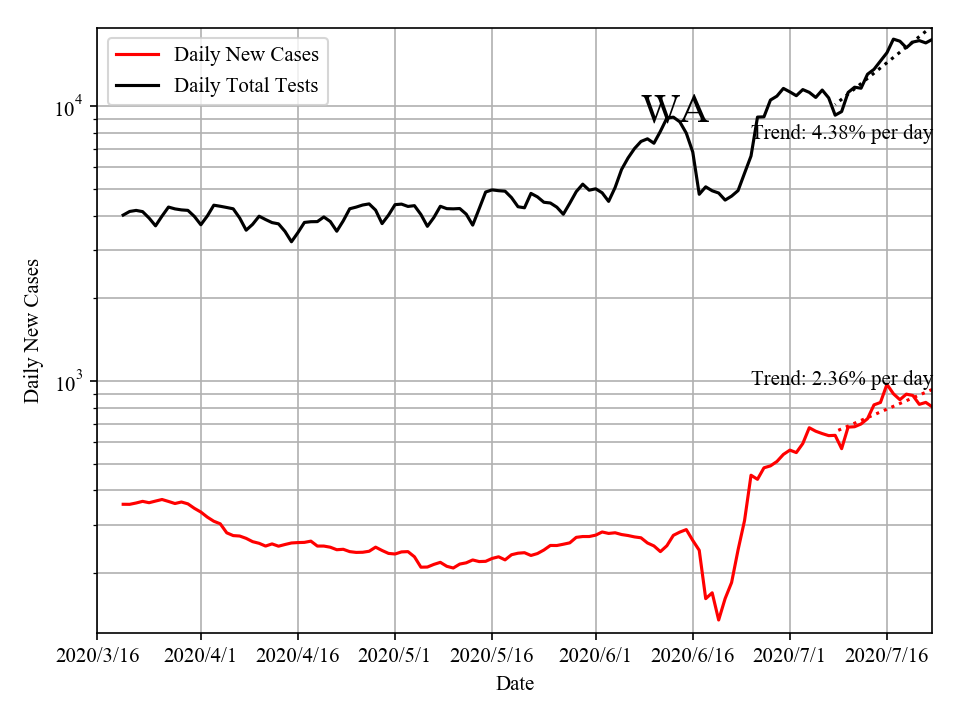 Daily New Cases
Daily Total Tests
WA
10^4
Trend: 4.38% per day
Daily New Cases
10^3
Trend: 2.36% per day
2020/3/16 2020/4/1 2020/4/16 2020/5/1 2020/5/16 2020/6/1 2020/6/16 2020/7/1 2020/7/16
Date